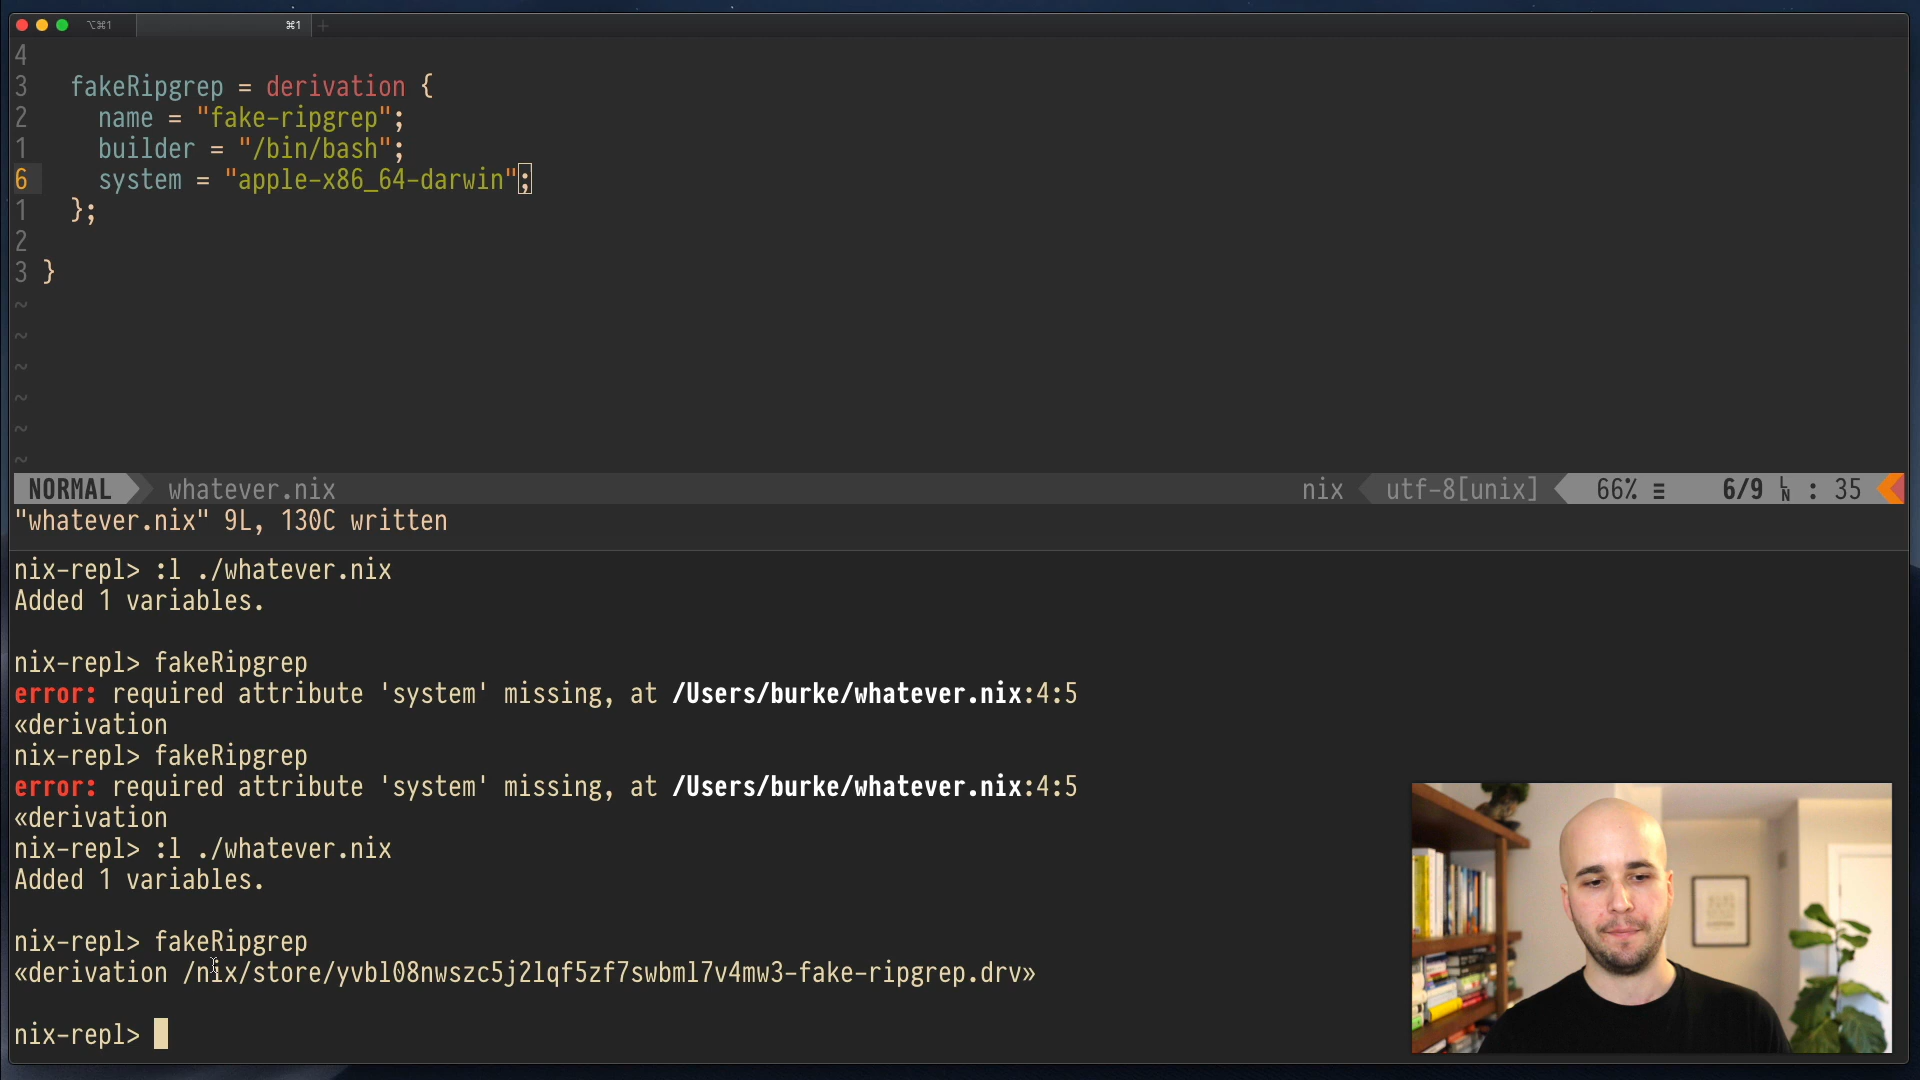 ⌥⌘1 ⌘1 +
4
3 fakeRipgrep = derivation {
2 name = "fake-ripgrep";
1 builder = "/bin/bash";
6 system = "apple-x86_64-darwin";
1 };
2
3 }
~
~
~
~
~
~
NORMAL whatever.nix nix utf-8[unix] 66% ≡ 6/9 LN : 35
"whatever.nix" 9L, 130C written
nix-repl> :l ./whatever.nix
Added 1 variables.
nix-repl> fakeRipgrep
error: required attribute 'system' missing, at /Users/burke/whatever.nix:4:5
«derivation
nix-repl> fakeRipgrep
error: required attribute 'system' missing, at /Users/burke/whatever.nix:4:5
«derivation
nix-repl> :l ./whatever.nix
Added 1 variables.
nix-repl> fakeRipgrep
«derivation /nix/store/yvbl08nwszc5j2lqf5zf7swbml7v4mw3-fake-ripgrep.drv»
nix-repl>